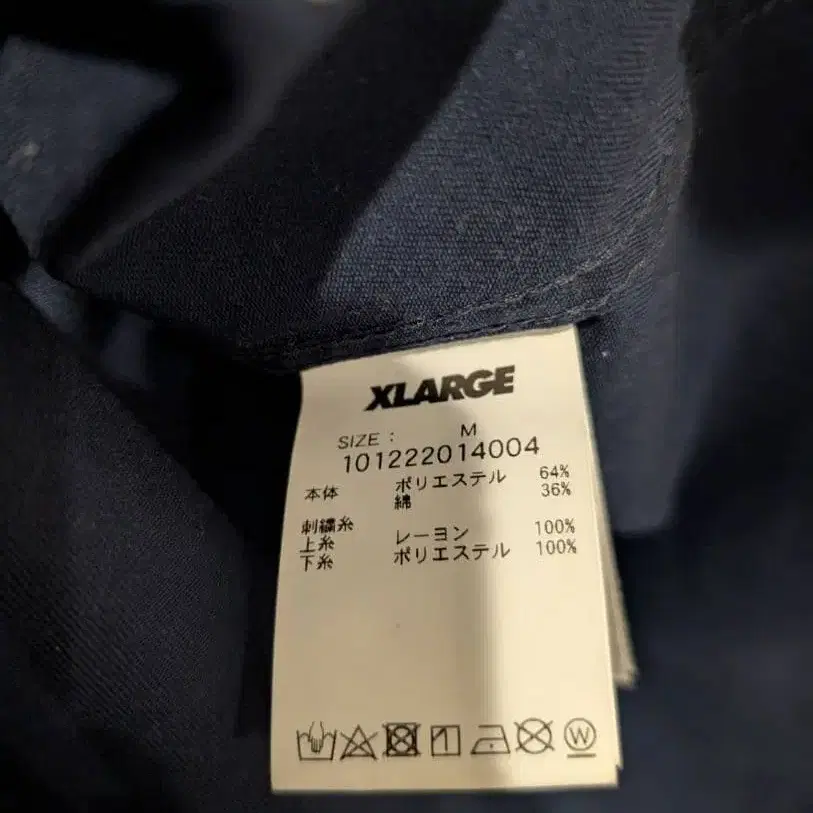 XLARGE
SIZE : M
101222014004
本体 ポリエステル 64%
綿 36%
刺繍糸
上糸 レーヨン 100%
下糸 ポリエステル 100%
W